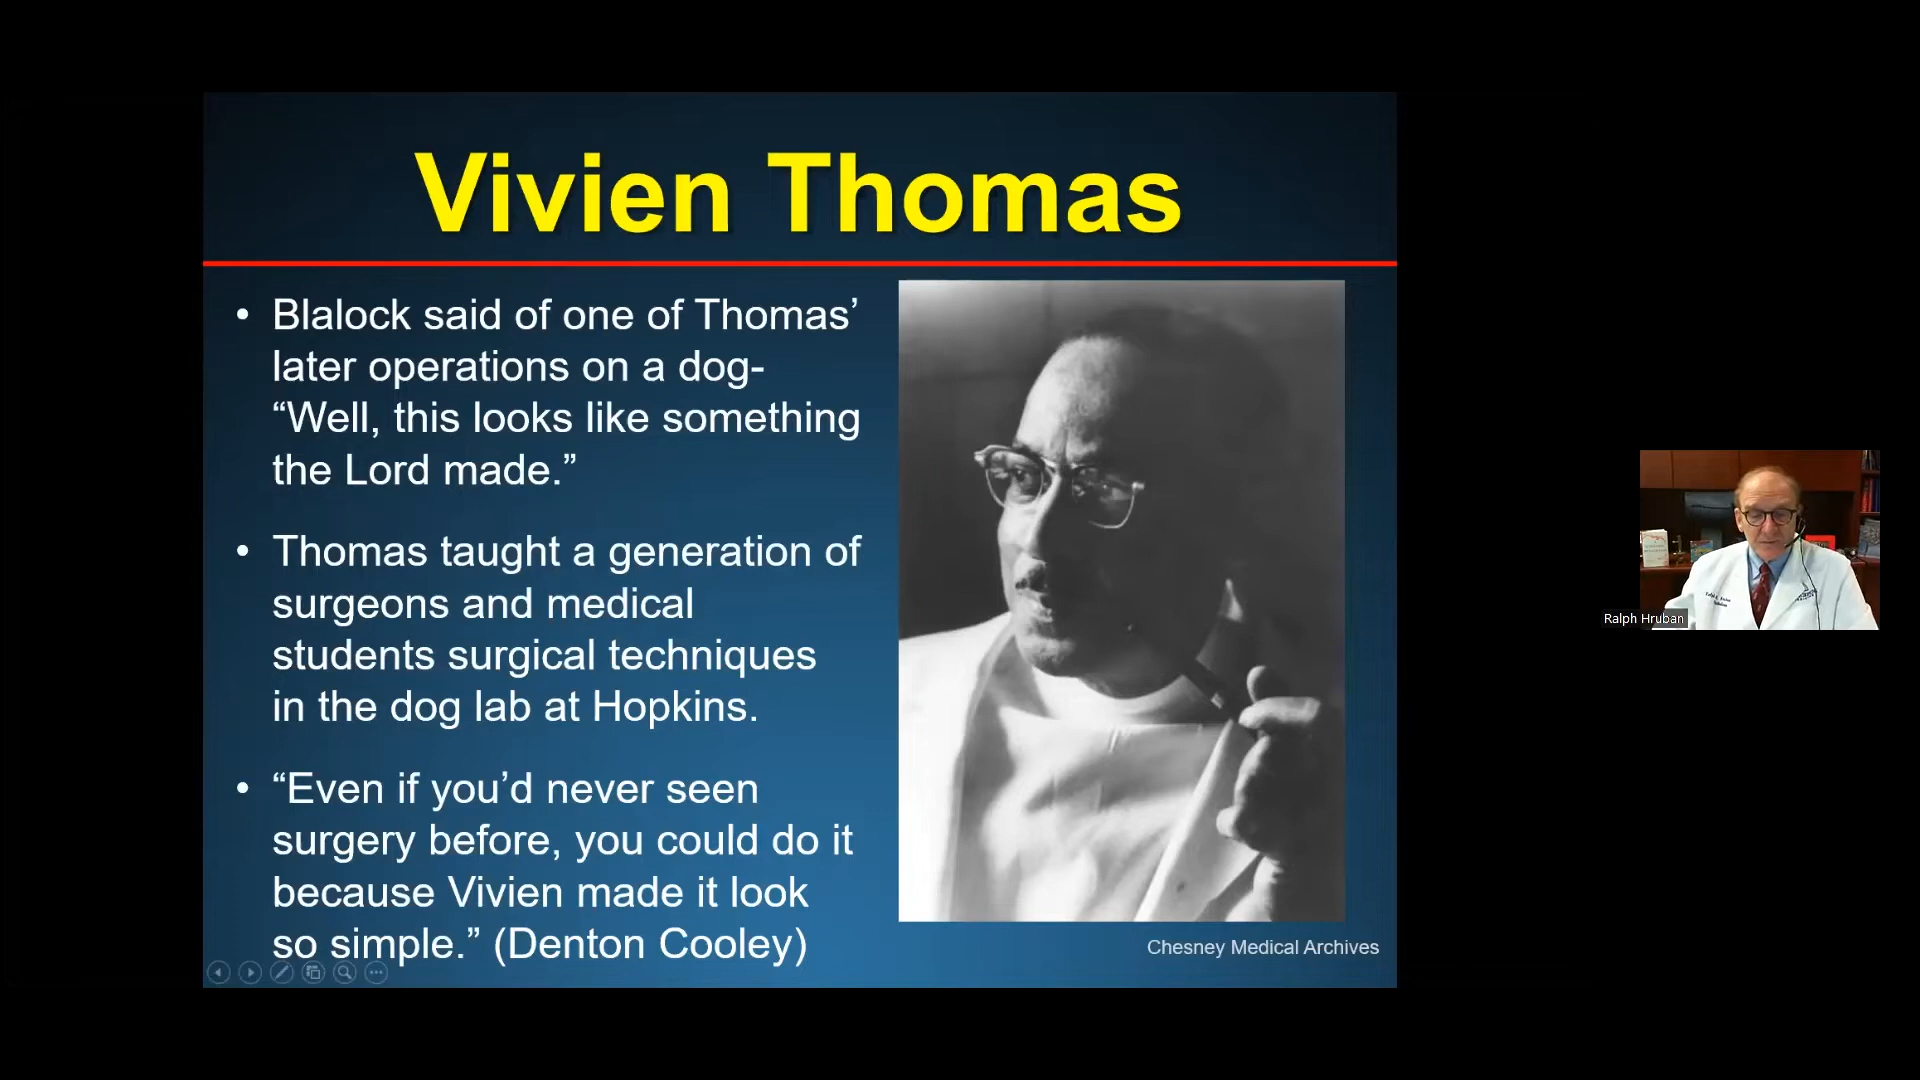 Vivien Thomas
• Blalock said of one of Thomas’
later operations on a dog-
“Well, this looks like something
the Lord made.”
• Thomas taught a generation of
surgeons and medical
students surgical techniques
in the dog lab at Hopkins.
• “Even if you’d never seen
surgery before, you could do it
because Vivien made it look
so simple.” (Denton Cooley)
Chesney Medical Archives
Ralph Hruban